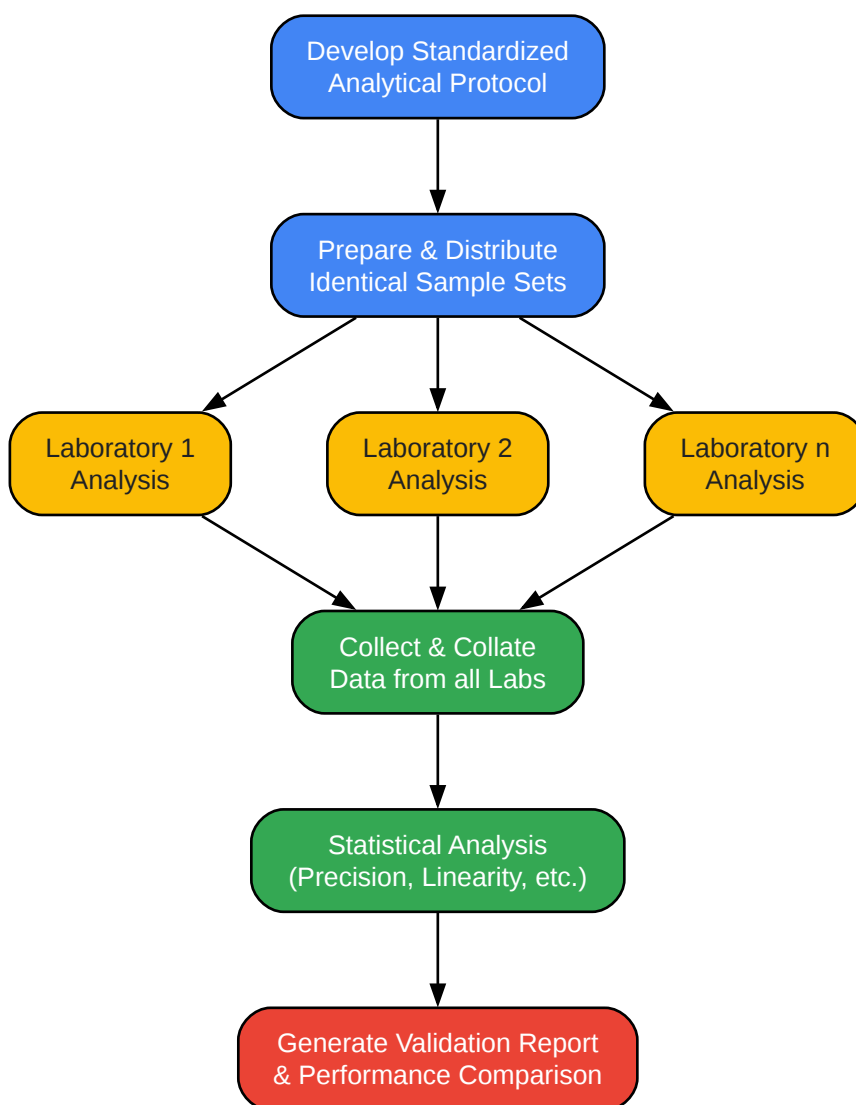 Develop Standardized
Analytical Protocol
Prepare & Distribute
Identical Sample Sets
Laboratory 1
Analysis
Laboratory 2
Analysis
Laboratory n
Analysis
Collect & Collate
Data from all Labs
Statistical Analysis
(Precision, Linearity, etc.)
Generate Validation Report
& Performance Comparison